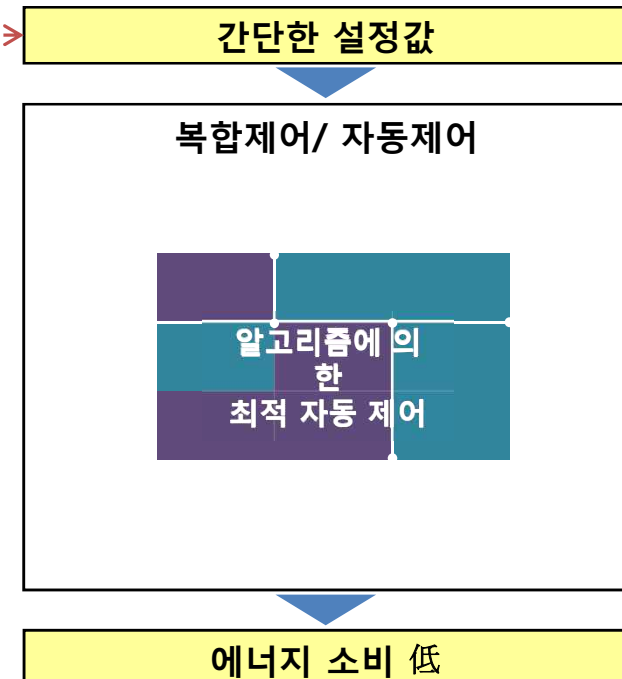 간단한 설정값
복합제어/ 자동제어
알고리즘에 의
한
최적 자동 제어
에너지 소비 低